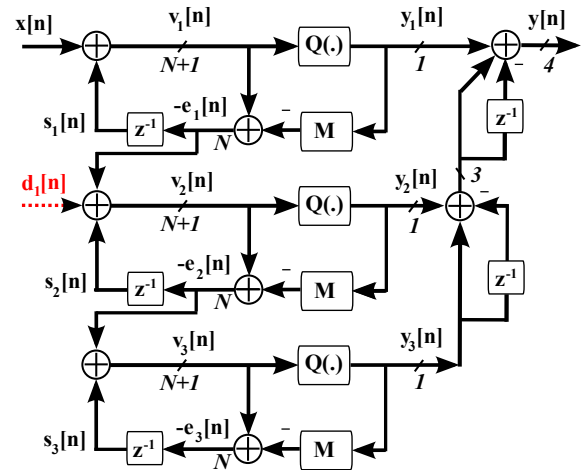 x[n] v₁[n] y₁[n] y[n]
Q(.)
N+1 1 – 4
s₁[n] -e₁[n] –
z⁻¹ N M z⁻¹
d₁[n] v₂[n] 3 y₂[n]
Q(.) –
N+1 1
s₂[n] -e₂[n] –
z⁻¹ N M z⁻¹
v₃[n] y₃[n]
Q(.)
N+1 1
s₃[n] -e₃[n] –
z⁻¹ N M